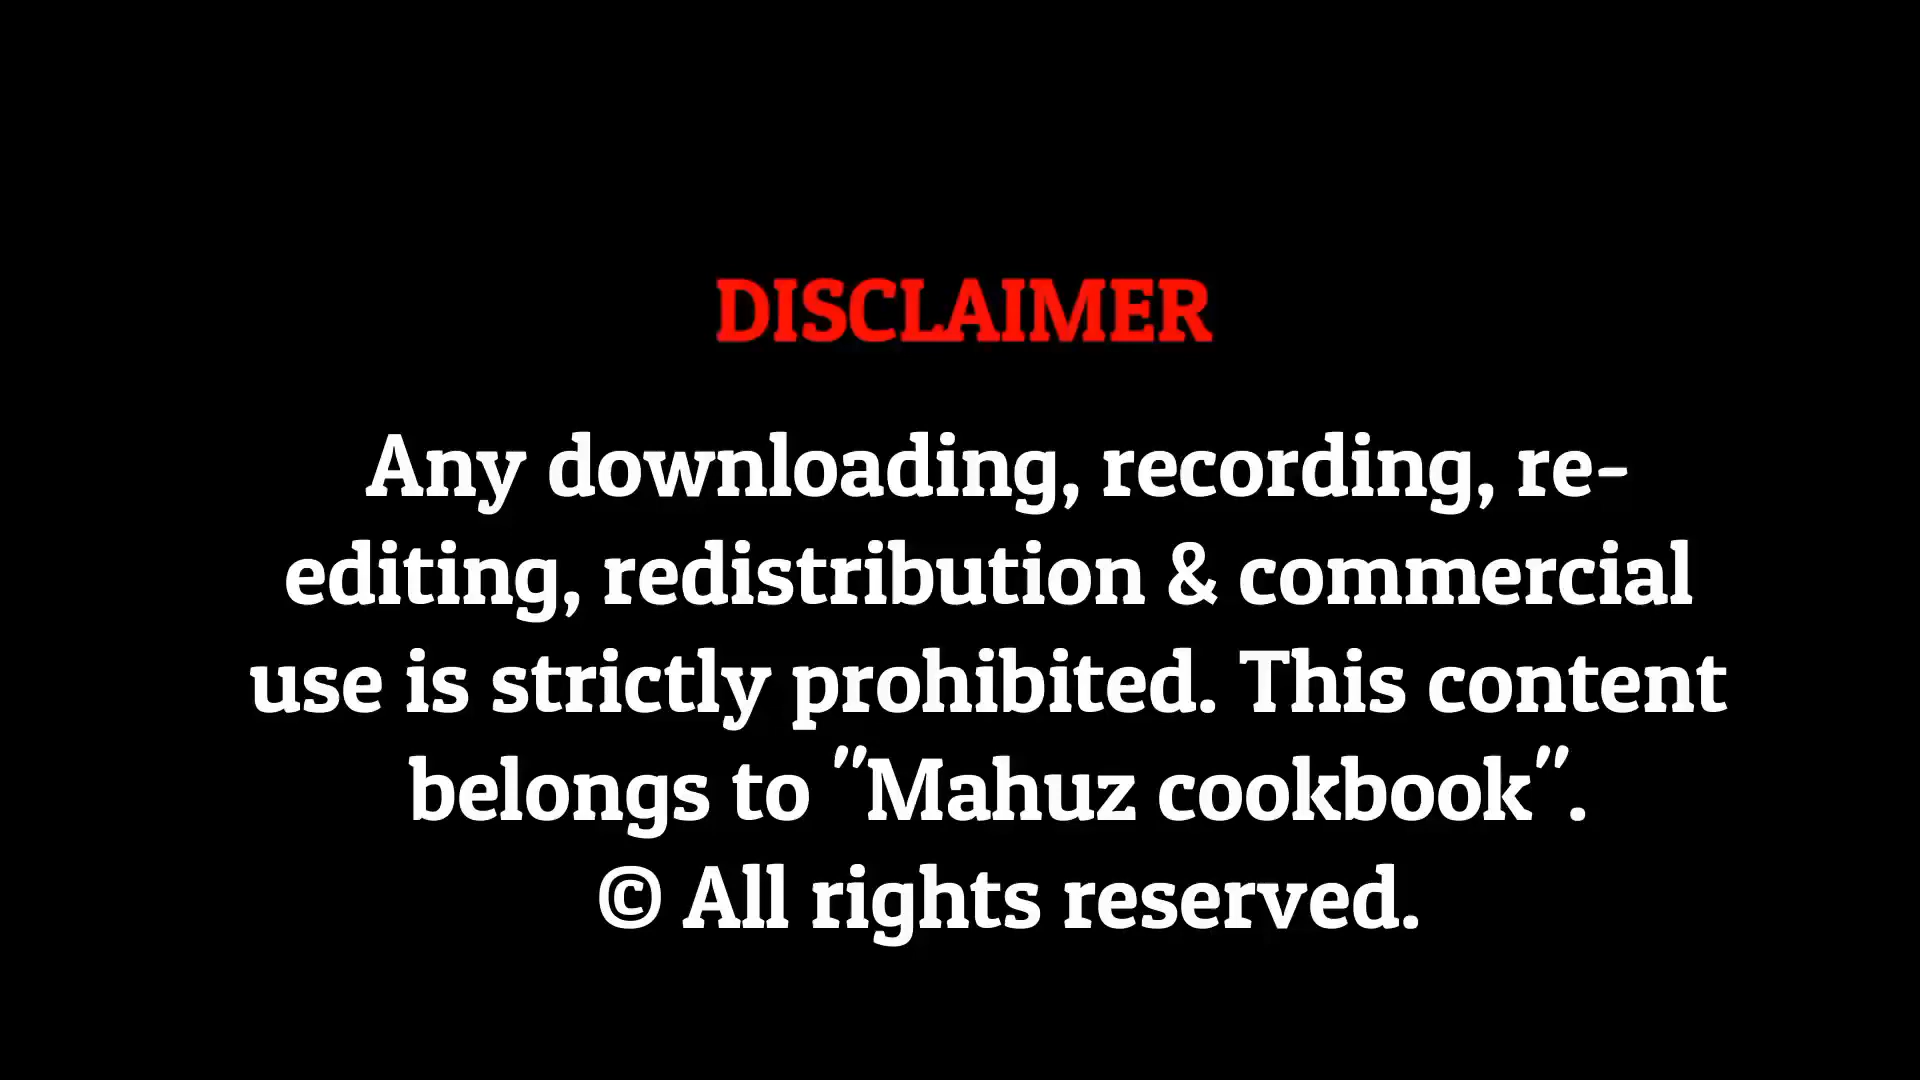 DISCLAIMER
Any downloading, recording, re-
editing, redistribution & commercial
use is strictly prohibited. This content
belongs to "Mahuz cookbook".
© All rights reserved.